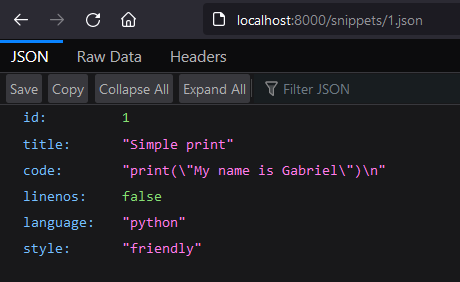 localhost:8000/snippets/1.json
JSON Raw Data Headers
Save Copy Collapse All Expand All Filter JSON
id: 1
title: "Simple print"
code: "print(\"My name is Gabriel\")\n"
linenos: false
language: "python"
style: "friendly"